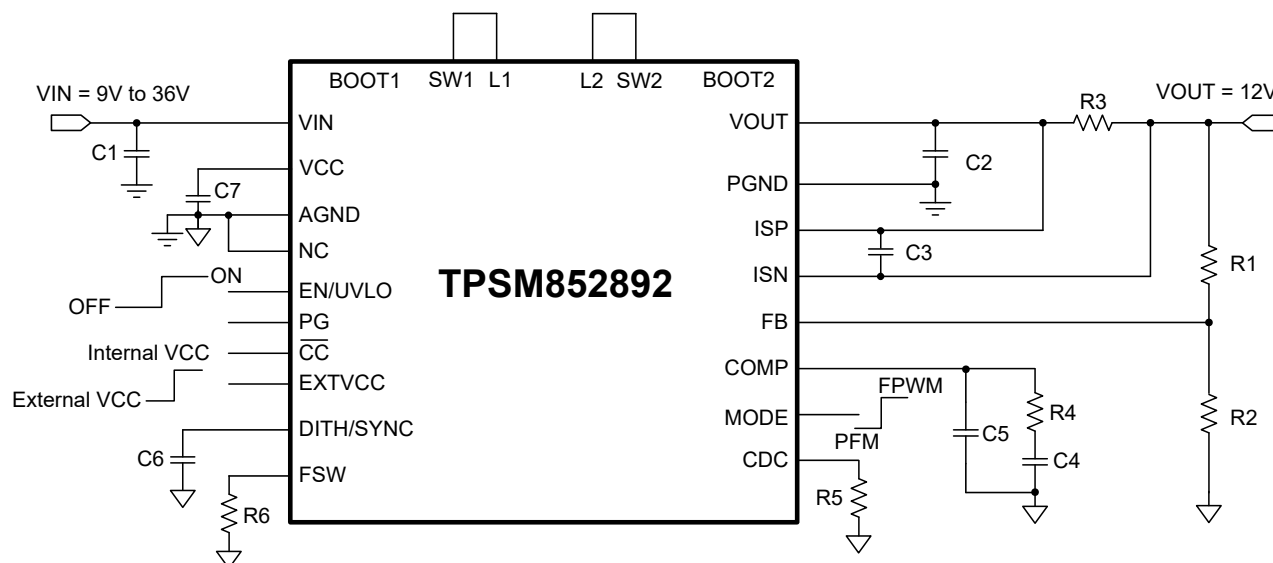 BOOT1 SW1 L1 L2 SW2 BOOT2
VIN = 9V to 36V
VOUT = 12V
VIN
VOUT
R3
C1
C2
VCC
C7
PGND
AGND
ISP
NC
C3
ISN
R1
ON
OFF
EN/UVLO
TPSM852892
PG
FB
Internal VCC
CC
External VCC
EXTVCC
COMP
FPWM
MODE
PFM
R4
C5
C4
R2
DITH/SYNC
C6
CDC
FSW
R6
R5